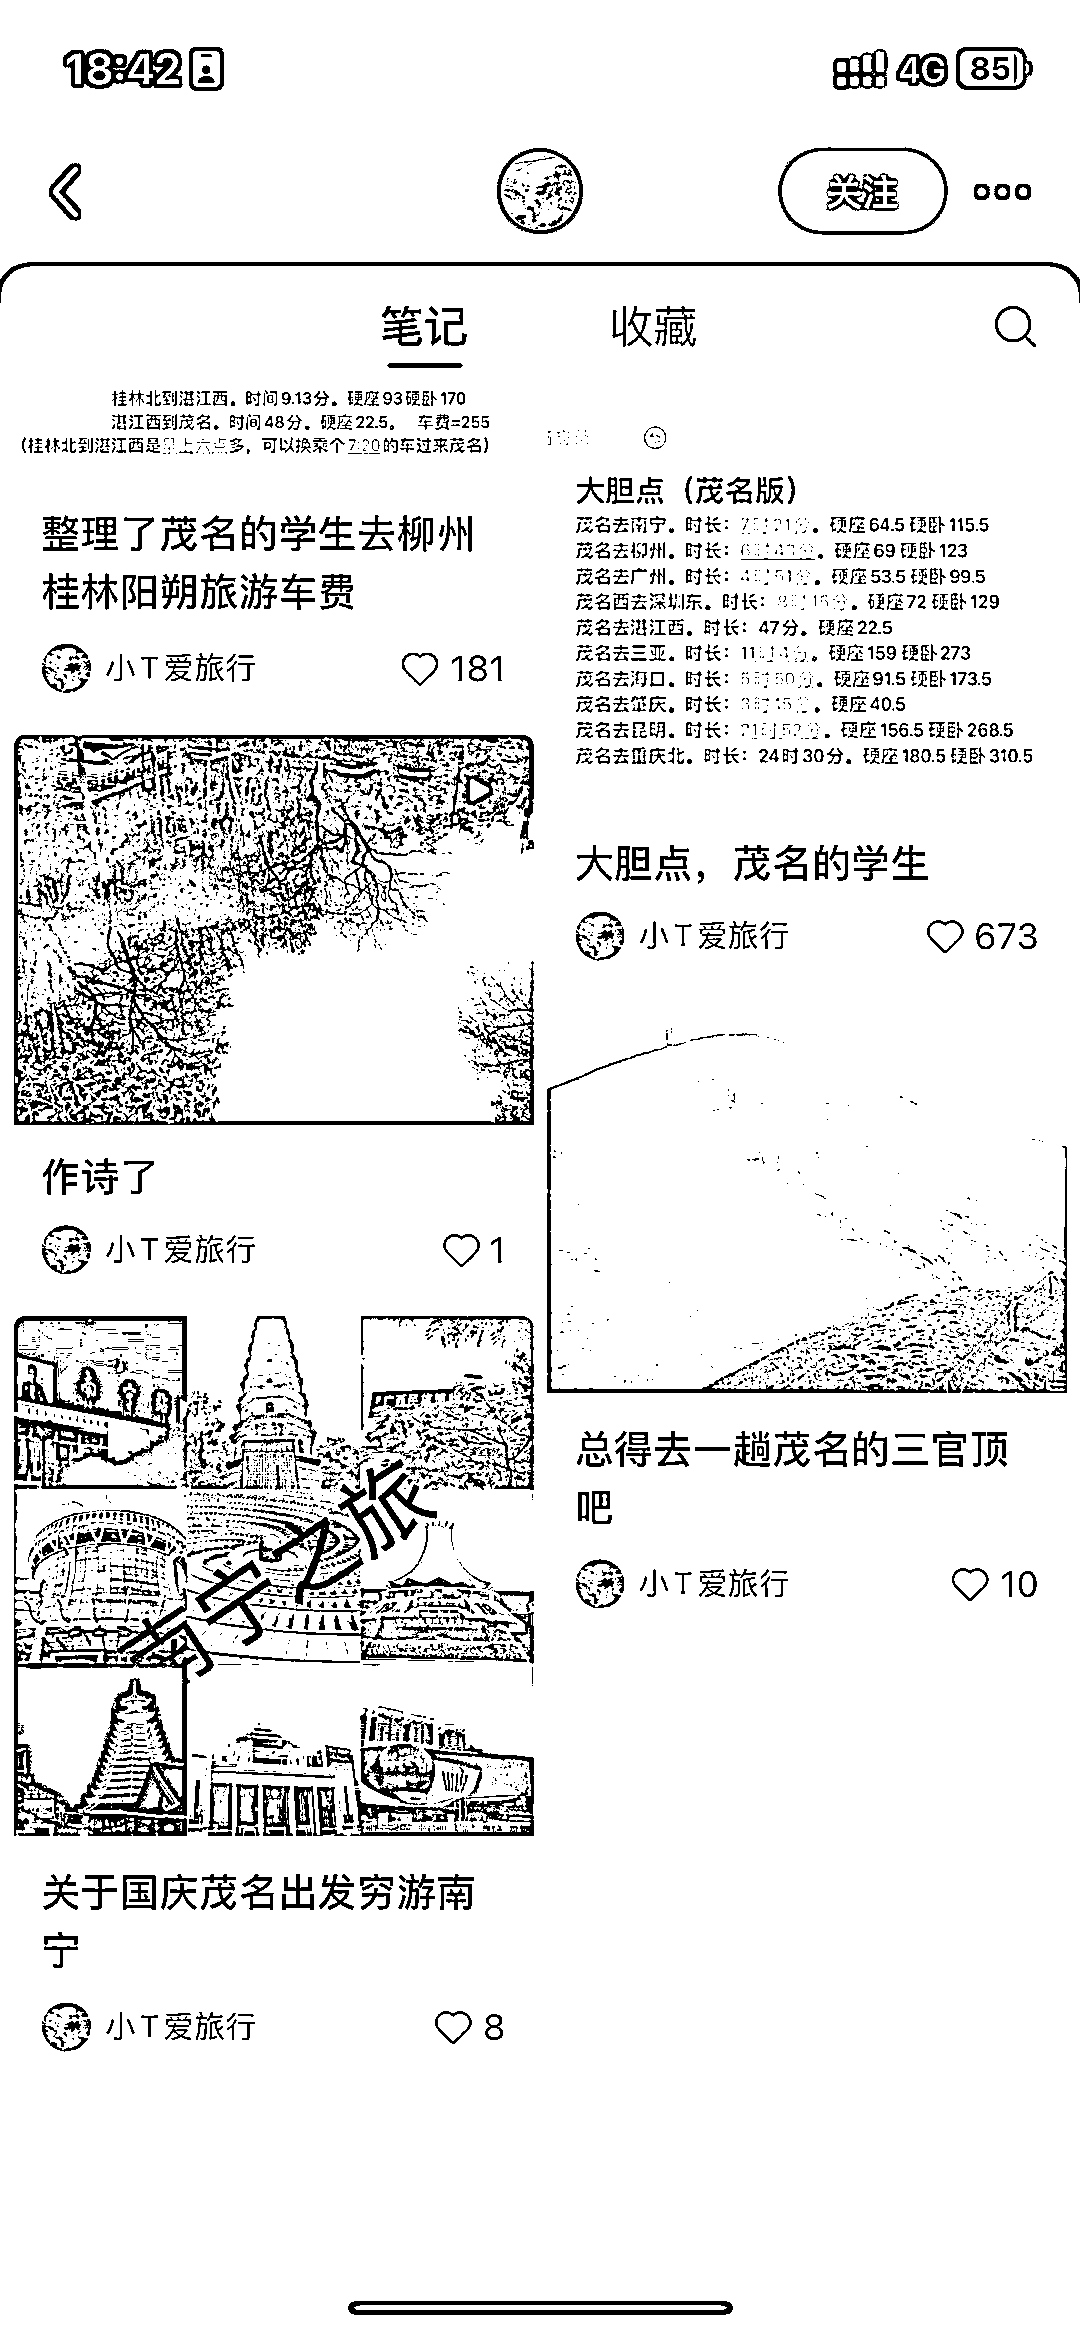 18:42
4G 85
关注
笔记 收藏
桂林北到湛江西。时间9.13分。硬座93硬卧170
湛江西到茂名。时间48分。硬座22.5。 车费=255
(桂林北到湛江西是早上六点多,可以换乘个7:20的车过来茂名)
整理了茂名的学生去柳州
桂林阳朔旅游车费
小T爱旅行 181
作诗了
小T爱旅行 1
南宁之旅
关于国庆茂名出发穷游南
宁
小T爱旅行 8
大胆点(茂名版)
茂名去南宁。时长: 。硬座64.5 硬卧115.5
茂名去柳州。时长: 。硬座69 硬卧123
茂名去广州。时长: 。硬座53.5 硬卧99.5
茂名西去深圳东。时长: 。硬座72 硬卧129
茂名去湛江西。时长:47分。硬座22.5
茂名去三亚。时长: 。硬座159 硬卧273
茂名去海口。时长: 。硬座91.5 硬卧173.5
茂名去肇庆。时长: 。硬座40.5
茂名去昆明。时长: 。硬座156.5 硬卧268.5
茂名去重庆北。时长:24时30分。硬座180.5 硬卧310.5
大胆点,茂名的学生
小T爱旅行 673
总得去一趟茂名的三官顶
吧
小T爱旅行 10